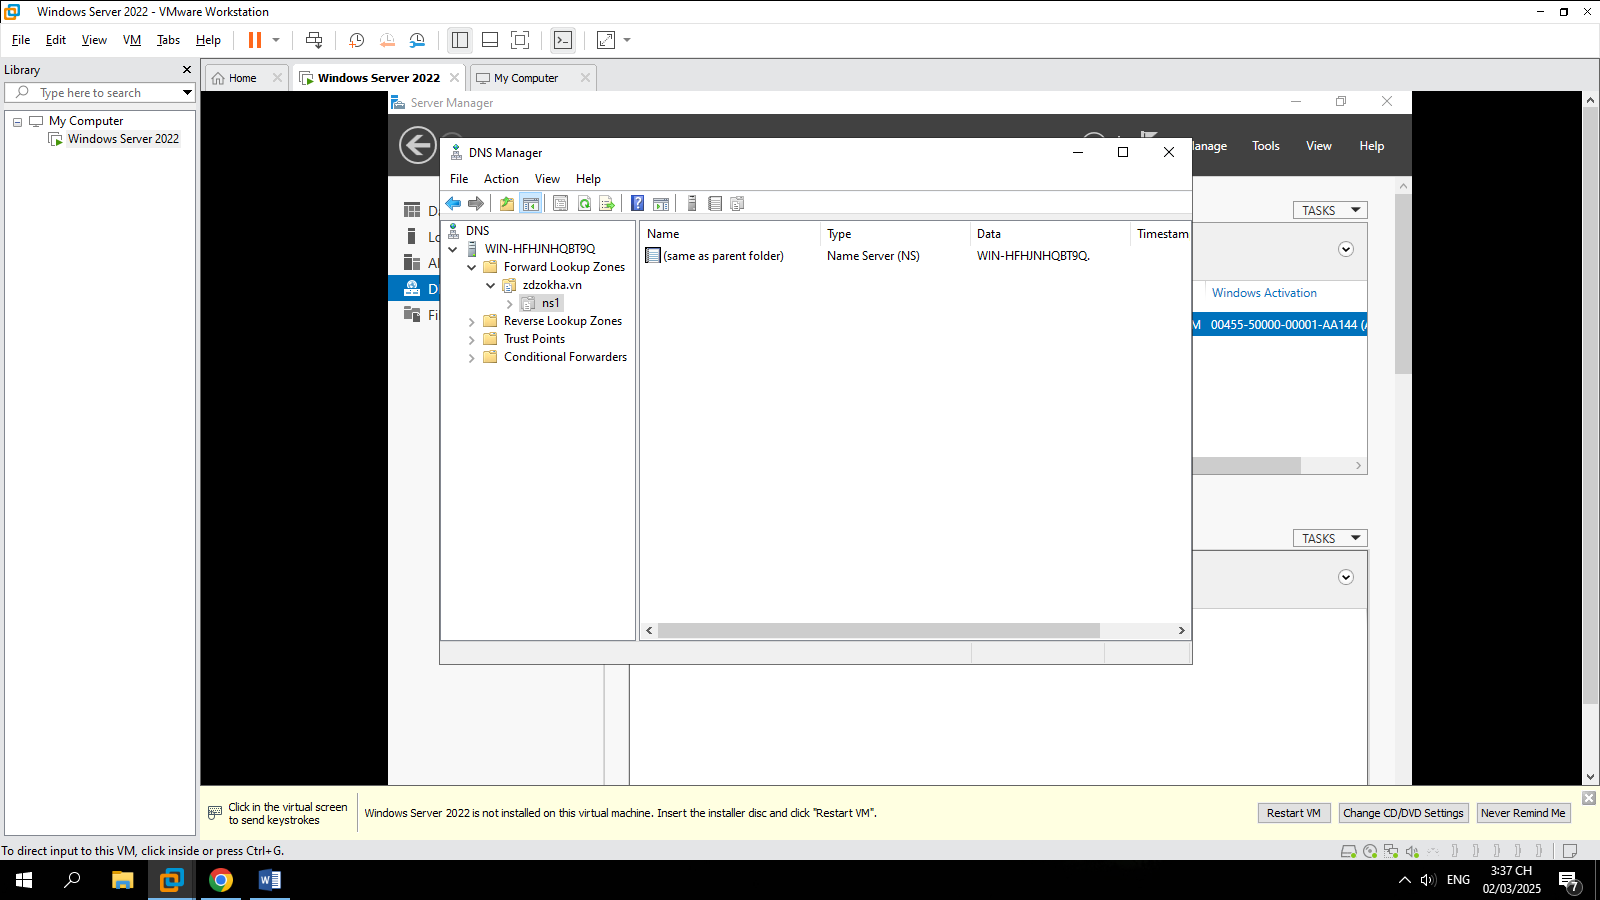 Windows Server 2022 - VMware Workstation
File Edit View VM Tabs Help
Library
Type here to search
My Computer
Windows Server 2022
Home
Windows Server 2022
My Computer
Server Manager
Tools View Help
DNS Manager
File Action View Help
TASKS
DNS
WIN-HFHJNHQBT9Q
Forward Lookup Zones
zdzokha.vn
ns1
Reverse Lookup Zones
Trust Points
Conditional Forwarders
Name Type Data Timestam
(same as parent folder) Name Server (NS) WIN-HFHJNHQBT9Q.
Windows Activation
00455-50000-00001-AA144
TASKS
Click in the virtual screen
to send keystrokes
Windows Server 2022 is not installed on this virtual machine. Insert the installer disc and click "Restart VM".
Restart VM
Change CD/DVD Settings
Never Remind Me
To direct input to this VM, click inside or press Ctrl+G.
ENG
3:37 CH
02/03/2025
7